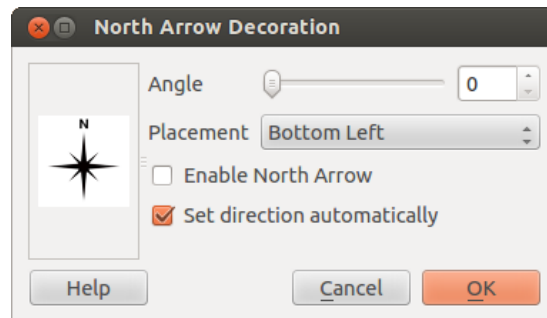 North Arrow Decoration
Angle 0
N
Placement Bottom Left
Enable North Arrow
Set direction automatically
Help Cancel OK